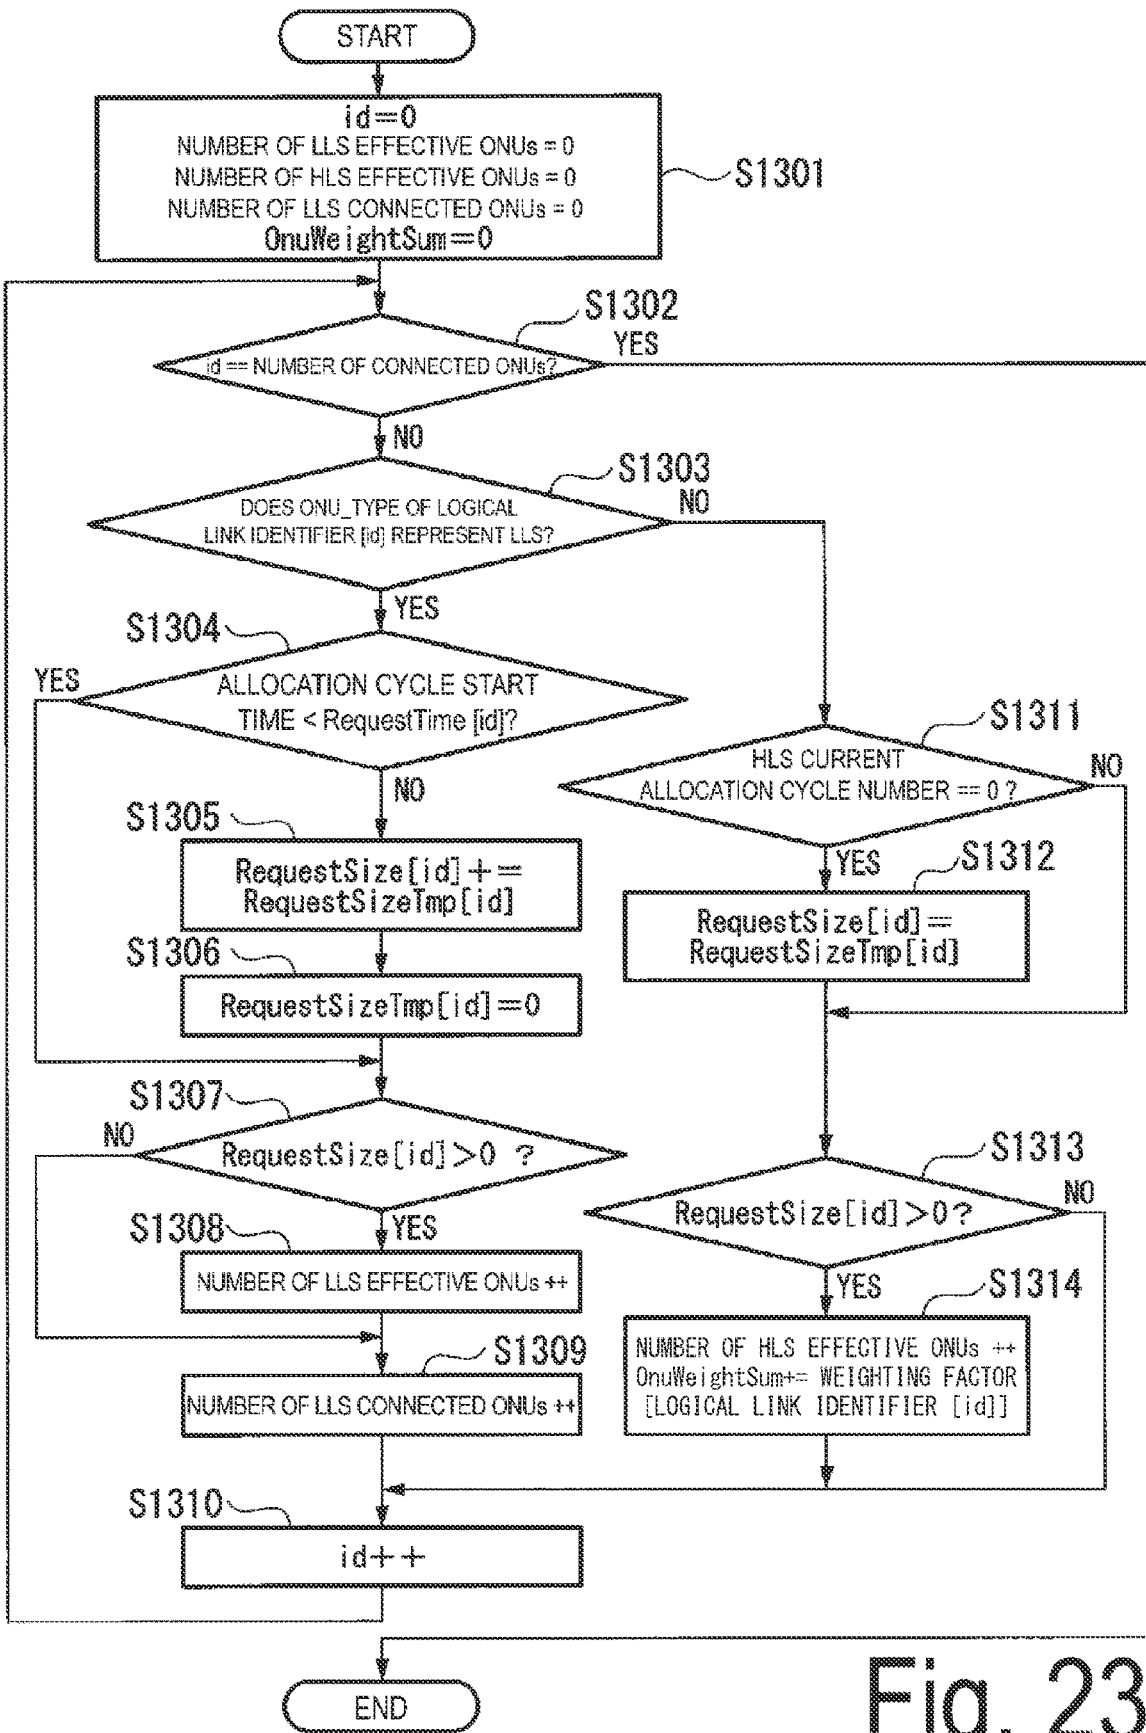 START
id=0
NUMBER OF LLS EFFECTIVE ONUs = 0
NUMBER OF HLS EFFECTIVE ONUs = 0
NUMBER OF LLS CONNECTED ONUs = 0
OnuWeightSum=0
S1301
S1302
YES
id == NUMBER OF CONNECTED ONUs?
NO
S1303
NO
DOES ONU_TYPE OF LOGICAL
LINK IDENTIFIER [id] REPRESENT LLS?
YES
S1304
YES
ALLOCATION CYCLE START
TIME < RequestTime [id]?
NO
S1305
RequestSize[id]+=
RequestSizeTmp[id]
S1306
RequestSizeTmp[id]=0
S1307
NO
RequestSize[id]>0 ?
YES
S1308
NUMBER OF LLS EFFECTIVE ONUs ++
S1309
NUMBER OF LLS CONNECTED ONUs ++
S1310
id++
S1311
HLS CURRENT
ALLOCATION CYCLE NUMBER == 0 ?
NO
YES
S1312
RequestSize[id]=
RequestSizeTmp[id]
S1313
RequestSize[id]>0?
NO
YES
S1314
NUMBER OF HLS EFFECTIVE ONUs ++
OnuWeightSum+= WEIGHTING FACTOR
[LOGICAL LINK IDENTIFIER [id]]
END
Fig. 23